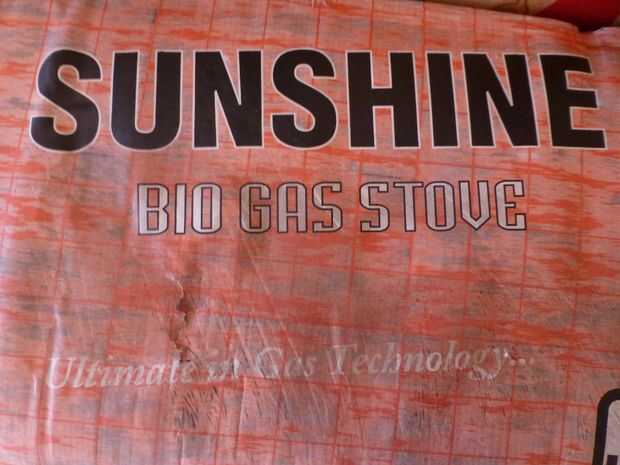 SUNSHINE
BIO GAS STOVE
Ultimate in Gas Technology...